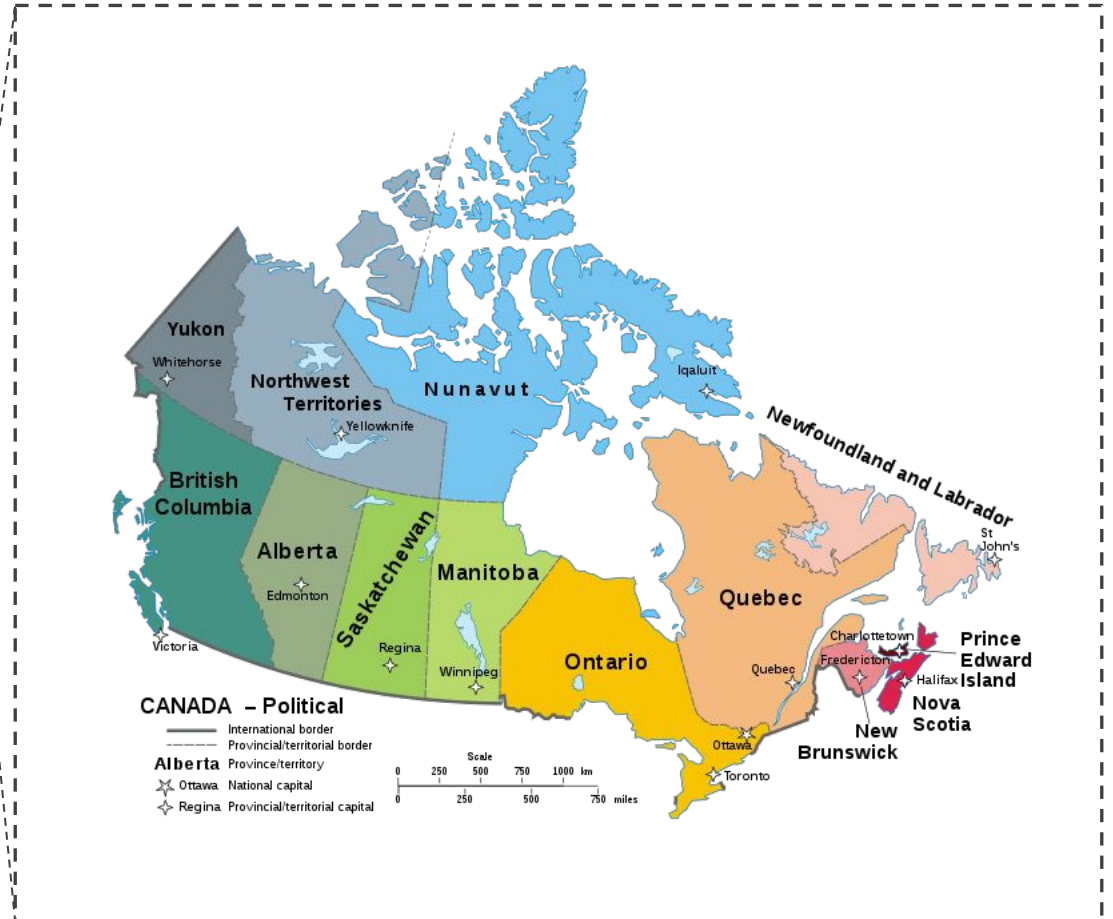 Yukon
Whitehorse
Northwest
Territories
Yellowknife
Nunavut
Iqaluit
Newfoundland and Labrador
St
John's
British
Columbia
Victoria
Alberta
Edmonton
Saskatchewan
Regina
Manitoba
Winnipeg
Ontario
Ottawa
Toronto
Quebec
Quebec
Charlottetown
Prince
Edward
Island
Fredericton
Halifax
Nova
Scotia
New
Brunswick
CANADA – Political
International border
Provincial/territorial border
Alberta Province/territory
Ottawa National capital
Regina Provincial/territorial capital
Scale
0 250 500 750 1000 km
0 250 500 750 miles